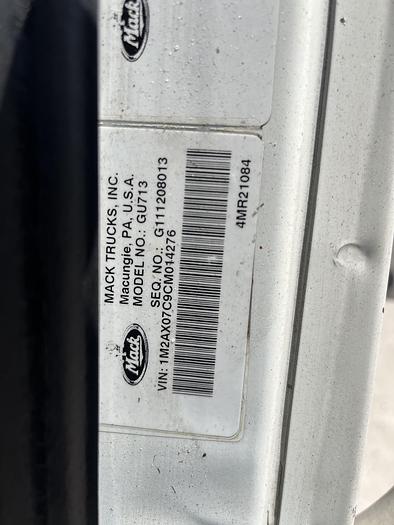 Mack
MACK TRUCKS, INC.
Macungie, PA, U.S.A.
MODEL NO.: GU713
SEQ. NO.: G111208013
VIN: 1M2AX07C9CM014276
4MR21084
Mack